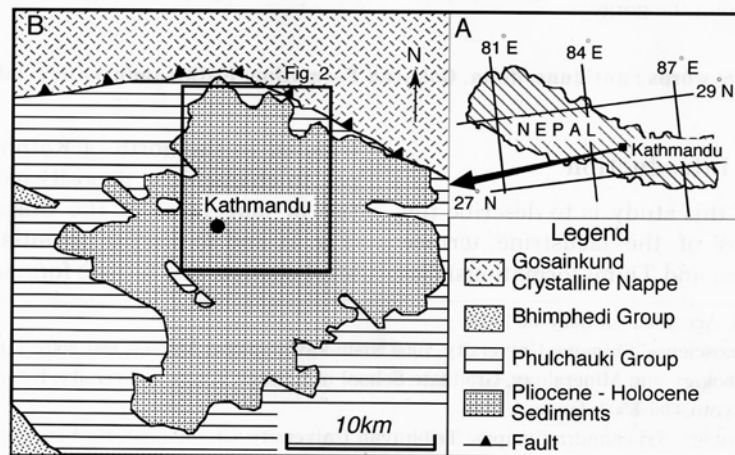 B
Fig. 2
N
Kathmandu
10km
A
81°E
84°E
87°E
29°N
NEPAL
Kathmandu
27°N
Legend
Gosainkund
Crystalline Nappe
Bhimphedi Group
Phulchauki Group
Pliocene - Holocene
Sediments
Fault